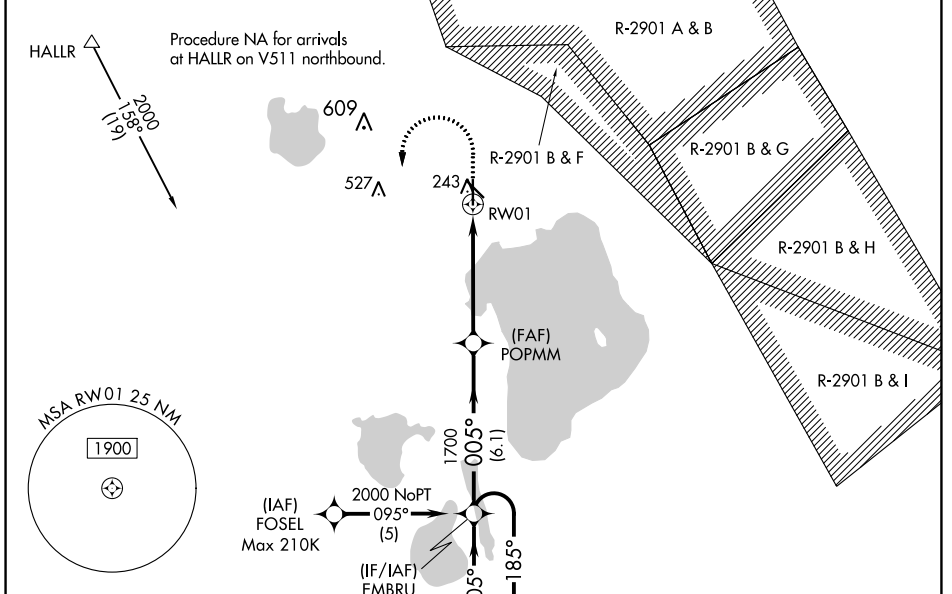 HALLR
Procedure NA for arrivals
at HALLR on V511 northbound.
2000
158°
(19)
R-2901 A & B
609
527
243
R-2901 B & F
R-2901 B & G
RW01
R-2901 B & H
(FAF)
POPMM
R-2901 B & I
MSA RW01 25 NM
1900
1700
005°
(6.1)
(IAF)
FOSEL
Max 210K
2000 NoPT
095°
(5)
(IF/IAF)
EMBRU
185°